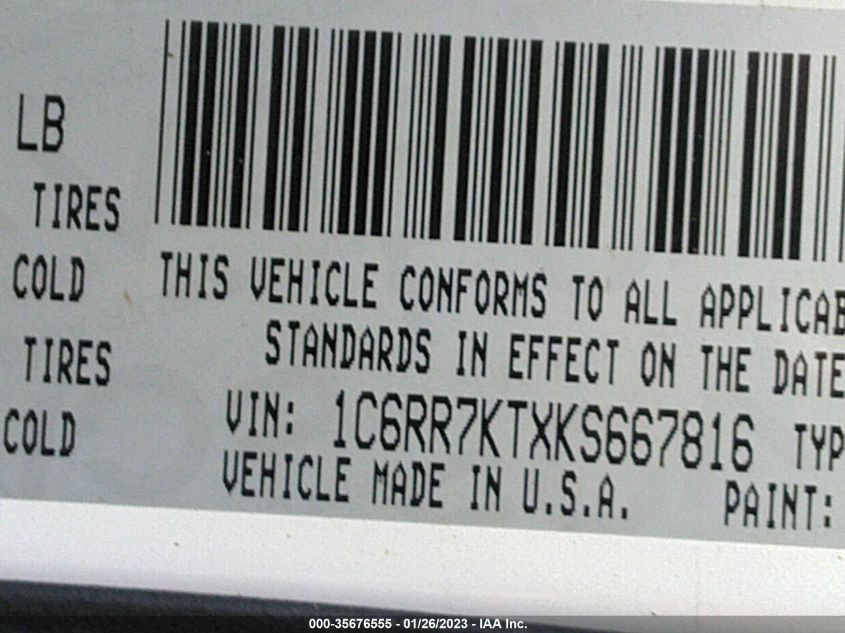 LB
TIRES
COLD
THIS VEHICLE CONFORMS TO ALL APPLICAB
STANDARDS IN EFFECT ON THE DATE
TIRES
COLD
VIN: 1C6RR7KTXKS667816 TYP
VEHICLE MADE IN U.S.A. PAINT:
000-35676555 - 01/26/2023 - IAA Inc.